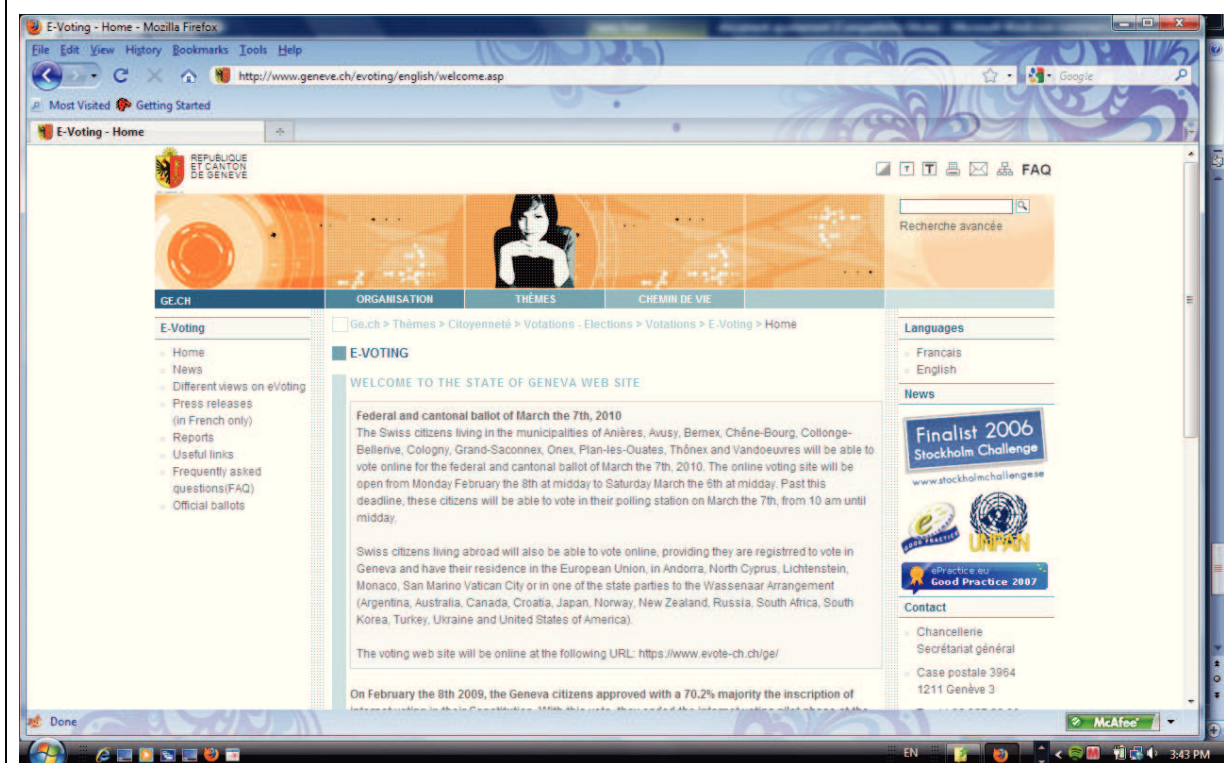 E-Voting - Home - Mozilla Firefox
File Edit View History Bookmarks Tools Help
http://www.geneve.ch/evoting/english/welcome.asp
Google
Most Visited Getting Started
E-Voting - Home
REPUBLIQUE
ET CANTON
DE GENEVE
T T FAQ
Recherche avancée
GE.CH ORGANISATION THÈMES CHEMIN DE VIE
E-Voting
Home
News
Different views on eVoting
Press releases
(in French only)
Reports
Useful links
Frequently asked
questions(FAQ)
Official ballots
Ge.ch > Thèmes > Citoyenneté > Votations - Elections > Votations > E-Voting > Home
E-VOTING
WELCOME TO THE STATE OF GENEVA WEB SITE
Federal and cantonal ballot of March the 7th, 2010
The Swiss citizens living in the municipalities of Anières, Avusy, Bernex, Chêne-Bourg, Collonge-
Bellerive, Cologny, Grand-Saconnex, Onex, Plan-les-Ouates, Thônex and Vandoeuvres will be able to
vote online for the federal and cantonal ballot of March the 7th, 2010. The online voting site will be
open from Monday February the 8th at midday to Saturday March the 6th at midday. Past this
deadline, these citizens will be able to vote in their polling station on March the 7th, from 10 am until
midday.
Swiss citizens living abroad will also be able to vote online, providing they are registrred to vote in
Geneva and have their residence in the European Union, in Andorra, North Cyprus, Lichtenstein,
Monaco, San Marino Vatican City or in one of the state parties to the Wassenaar Arrangement
(Argentina, Australia, Canada, Croatia, Japan, Norway, New Zealand, Russia, South Africa, South
Korea, Turkey, Ukraine and United States of America).
The voting web site will be online at the following URL: https://www.evote-ch.ch/ge/
On February the 8th 2009, the Geneva citizens approved with a 70.2% majority the inscription of
Languages
Francais
English
News
Finalist 2006
Stockholm Challenge
www.stockholmchallenge.se
GOOD PRACTICE
UNPAN
ePractice.eu
Good Practice 2007
Contact
Chancellerie
Secrétariat général
Case postale 3964
1211 Genève 3
Done
McAfee
EN
3:43 PM